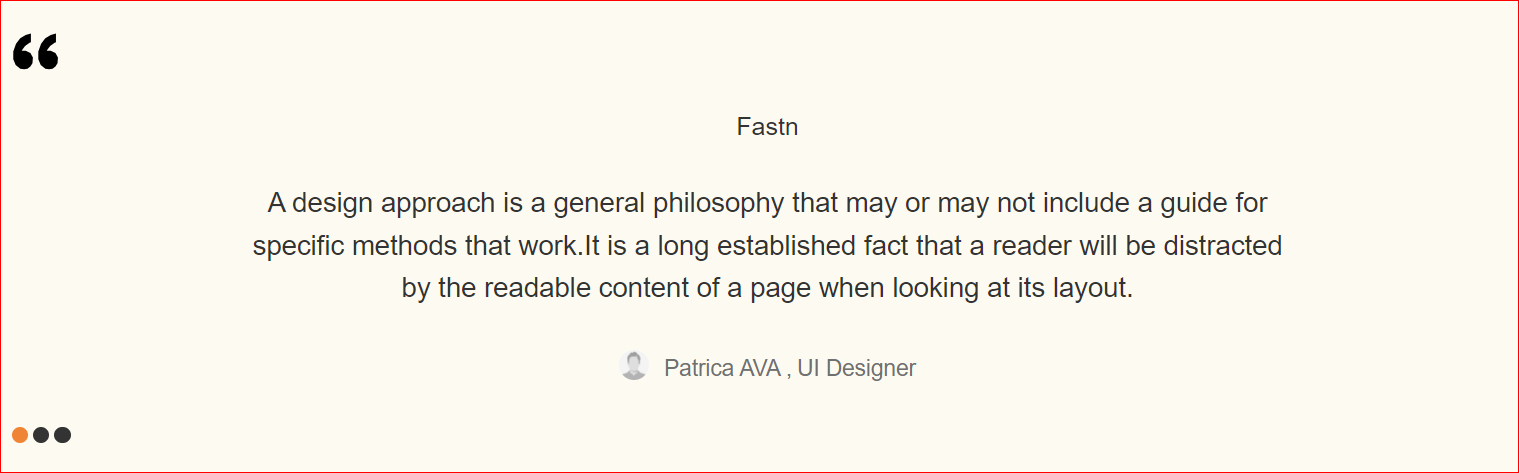 “
Fastn
A design approach is a general philosophy that may or may not include a guide for
specific methods that work.It is a long established fact that a reader will be distracted
by the readable content of a page when looking at its layout.
Patrica AVA , UI Designer